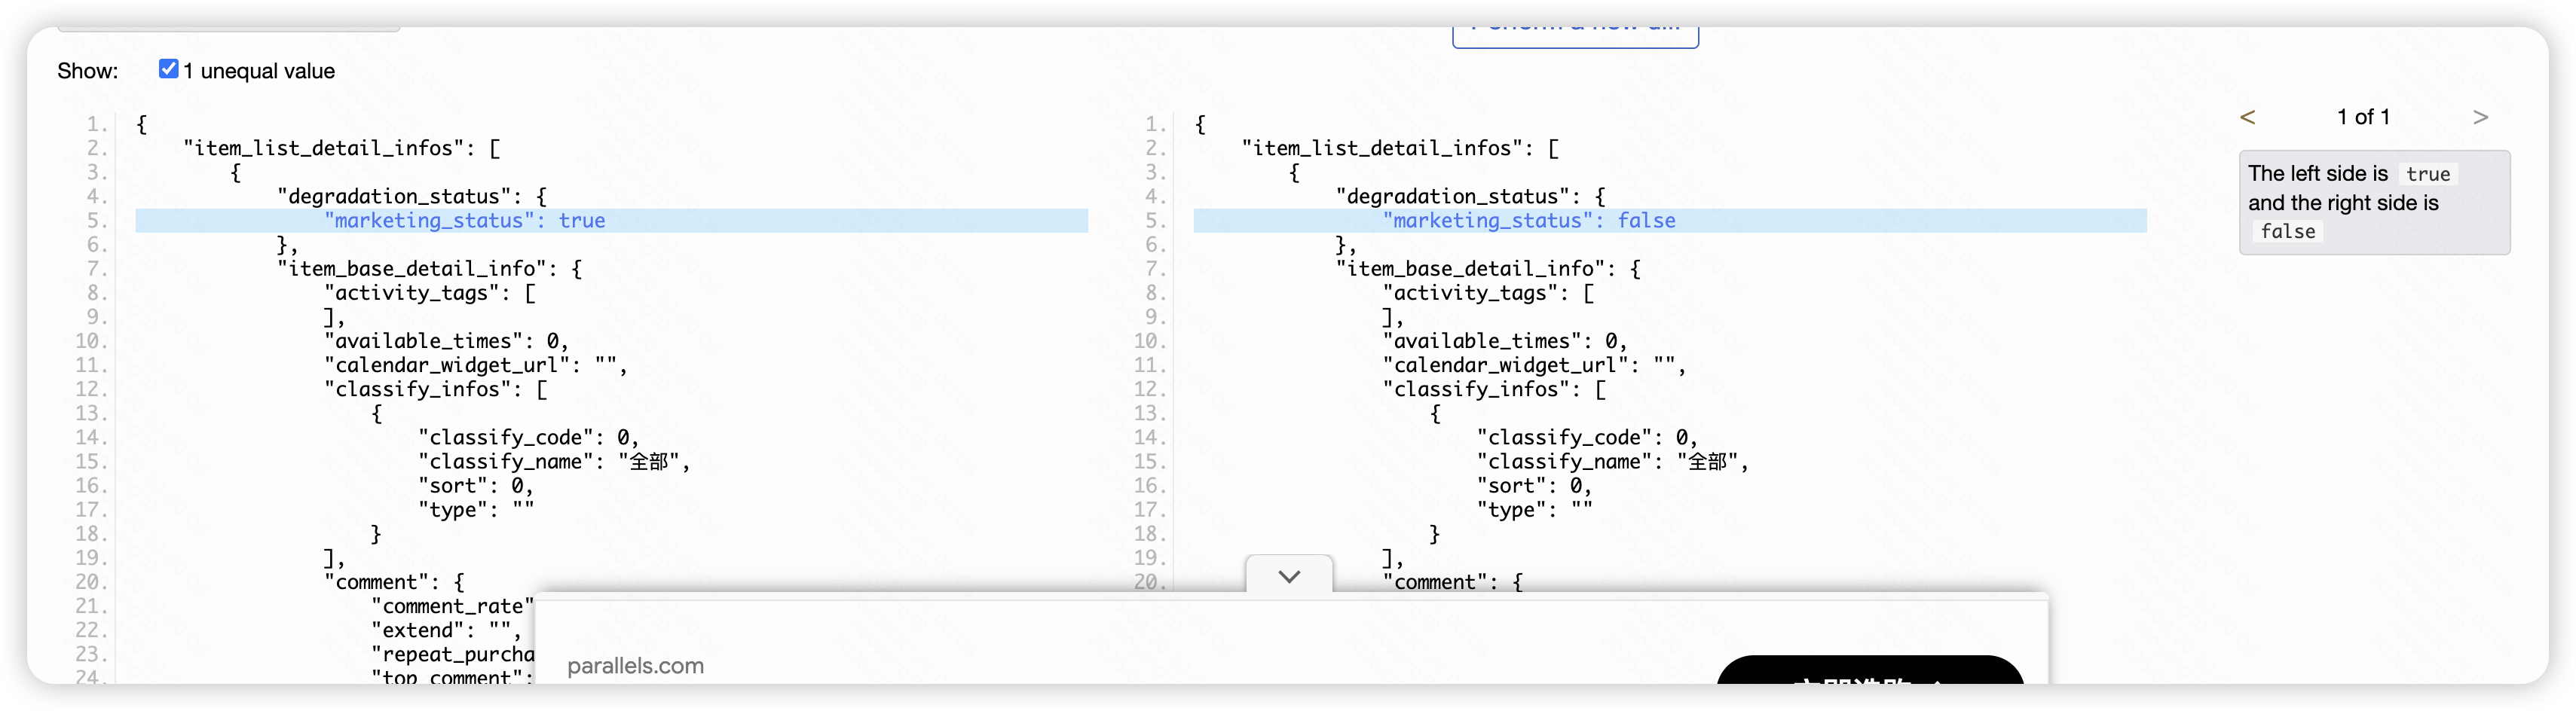 Show: 1 unequal value
1. {
2. "item_list_detail_infos": [
3. {
4. "degradation_status": {
5. "marketing_status": true
6. },
7. "item_base_detail_info": {
8. "activity_tags": [
9. ],
10. "available_times": 0,
11. "calendar_widget_url": "",
12. "classify_infos": [
13. {
14. "classify_code": 0,
15. "classify_name": "全部",
16. "sort": 0,
17. "type": ""
18. }
19. ],
20. "comment": {
21. "comment_rate"
22. "extend": "",
23. "repeat_purcha
24. "top_comment":
1. {
2. "item_list_detail_infos": [
3. {
4. "degradation_status": {
5. "marketing_status": false
6. },
7. "item_base_detail_info": {
8. "activity_tags": [
9. ],
10. "available_times": 0,
11. "calendar_widget_url": "",
12. "classify_infos": [
13. {
14. "classify_code": 0,
15. "classify_name": "全部",
16. "sort": 0,
17. "type": ""
18. }
19. ],
20. "comment": {
< 1 of 1 >
The left side is true
and the right side is
false
parallels.com